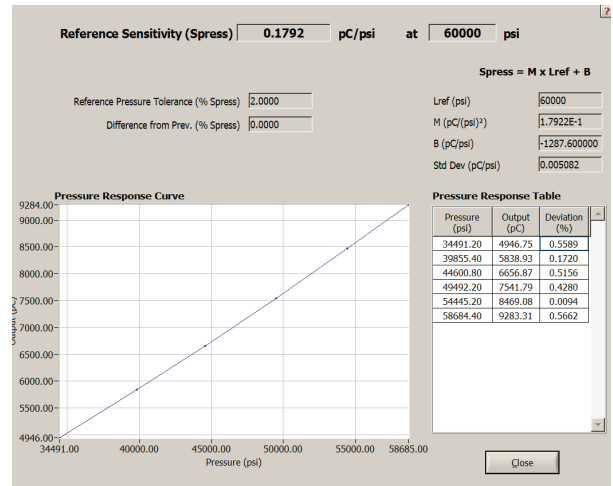 ?
Reference Sensitivity (Spress) 0.1792 pC/psi at 60000 psi
Spress = M x Lref + B
Reference Pressure Tolerance (% Spress) 2.0000
Difference from Prev. (% Spress) 0.0000
Lref (psi) 60000
M (pC/(psi)²) 1.7922E-1
B (pC/psi) -1287.600000
Std Dev (pC/psi) 0.005082
Pressure Response Curve
9284.00
9000.00
8500.00
8000.00
7500.00
7000.00
6500.00
6000.00
5500.00
4946.00
Output (pC)
34491.00 40000.00 45000.00 50000.00 55000.00 58685.00
Pressure (psi)
Pressure Response Table
Pressure Output Deviation
(psi) (pC) (%)
34491.20 4946.75 0.5589
39855.40 5838.93 0.1720
44600.80 6656.87 0.5156
49492.20 7541.79 0.4280
54445.20 8469.08 0.0094
58684.40 9283.31 0.5662
Close